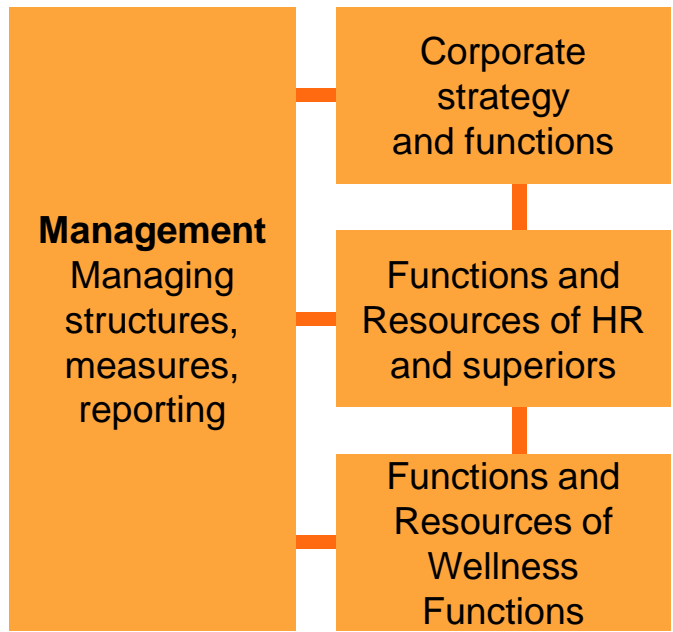 Management
Managing
structures,
measures,
reporting
Corporate
strategy
and functions
Functions and
Resources of HR
and superiors
Functions and
Resources of
Wellness
Functions